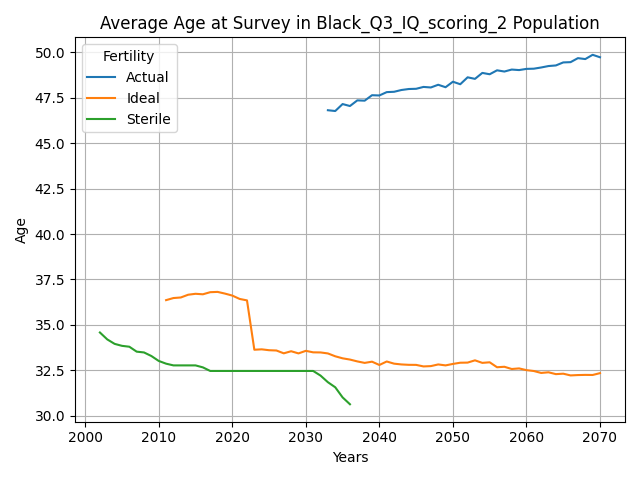 Average Age at Survey in Black_Q3_IQ_scoring_2 Population
Fertility
Actual
Ideal
Sterile
50.0
47.5
45.0
42.5
40.0
37.5
35.0
32.5
30.0
Age
2000 2010 2020 2030 2040 2050 2060 2070
Years